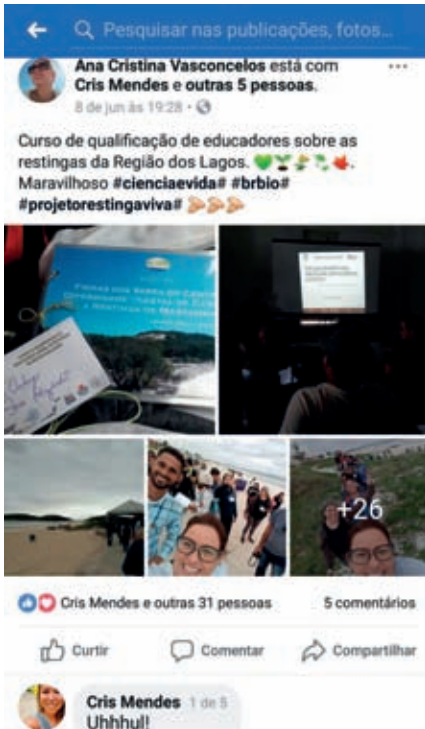 Pesquisar nas publicações, fotos...
Ana Cristina Vasconcelos está com
Cris Mendes e outras 5 pessoas.
8 de jun às 19:28
Curso de qualificação de educadores sobre as
restingas da Região dos Lagos.
Maravilhoso #cienciaevida# #brbio#
#projetorestingaviva#
+26
Cris Mendes e outras 31 pessoas
5 comentários
Curtir
Comentar
Compartilhar
Cris Mendes 1 de 5
Uhhhul!